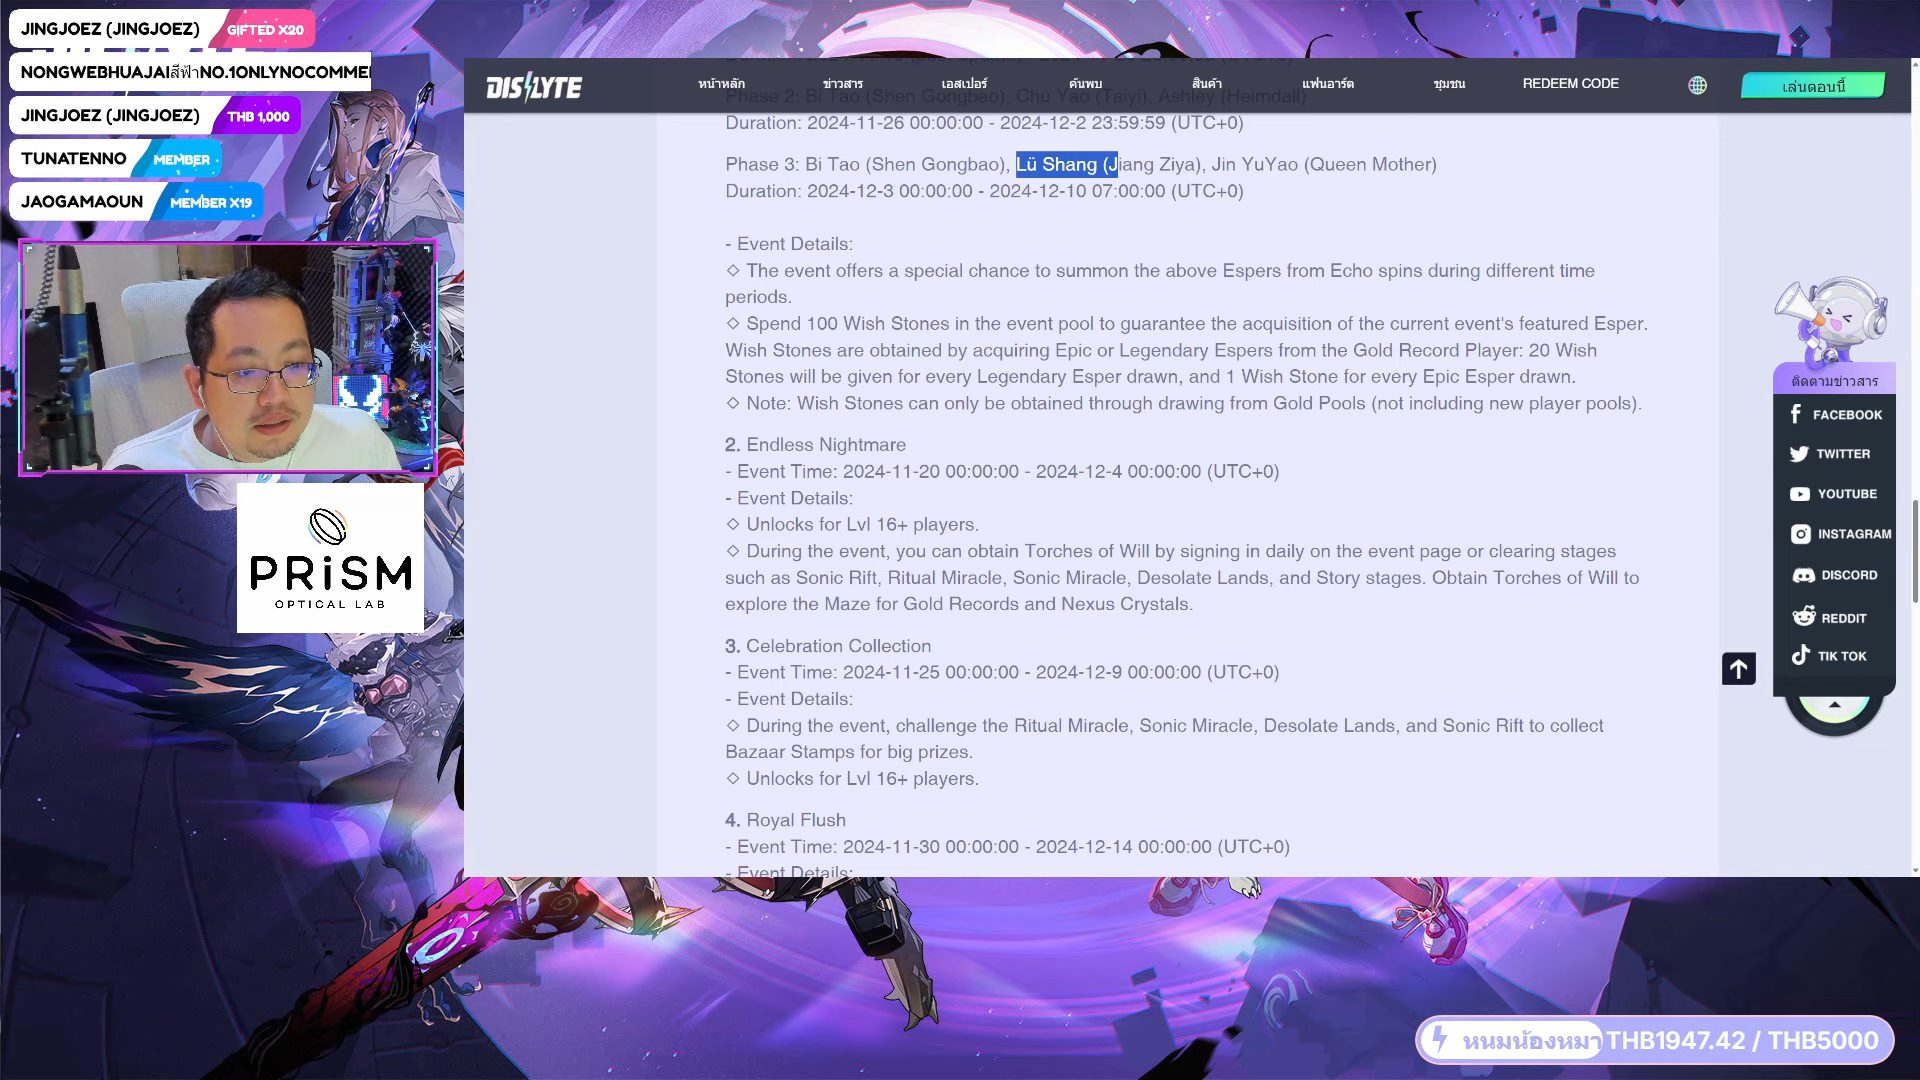 JINGJOEZ (JINGJOEZ) GIFTED X20
NONGWEBHUAJAIสีฟ้าNO.1ONLYNOCOMME
JINGJOEZ (JINGJOEZ) THB 1,000
TUNATENNO MEMBER
JAOGAMAOUN MEMBER X19
PRiSM
OPTICAL LAB
DISLYTE หน้าหลัก ข่าวสาร เอสเปอร์ ค้นพบ สินค้า แฟนอาร์ต ชุมชน REDEEM CODE เล่นตอนนี้
Phase 2: Bi Tao (Shen Gongbao), Chu Yao (Taiyi), Ashley (Heimdall)
Duration: 2024-11-26 00:00:00 - 2024-12-2 23:59:59 (UTC+0)
Phase 3: Bi Tao (Shen Gongbao), Lü Shang (Jiang Ziya), Jin YuYao (Queen Mother)
Duration: 2024-12-3 00:00:00 - 2024-12-10 07:00:00 (UTC+0)
- Event Details:
◇ The event offers a special chance to summon the above Espers from Echo spins during different time
periods.
◇ Spend 100 Wish Stones in the event pool to guarantee the acquisition of the current event's featured Esper.
Wish Stones are obtained by acquiring Epic or Legendary Espers from the Gold Record Player: 20 Wish
Stones will be given for every Legendary Esper drawn, and 1 Wish Stone for every Epic Esper drawn.
◇ Note: Wish Stones can only be obtained through drawing from Gold Pools (not including new player pools).
2. Endless Nightmare
- Event Time: 2024-11-20 00:00:00 - 2024-12-4 00:00:00 (UTC+0)
- Event Details:
◇ Unlocks for Lvl 16+ players.
◇ During the event, you can obtain Torches of Will by signing in daily on the event page or clearing stages
such as Sonic Rift, Ritual Miracle, Sonic Miracle, Desolate Lands, and Story stages. Obtain Torches of Will to
explore the Maze for Gold Records and Nexus Crystals.
3. Celebration Collection
- Event Time: 2024-11-25 00:00:00 - 2024-12-9 00:00:00 (UTC+0)
- Event Details:
◇ During the event, challenge the Ritual Miracle, Sonic Miracle, Desolate Lands, and Sonic Rift to collect
Bazaar Stamps for big prizes.
◇ Unlocks for Lvl 16+ players.
4. Royal Flush
- Event Time: 2024-11-30 00:00:00 - 2024-12-14 00:00:00 (UTC+0)
- Event Details:
ติดตามข่าวสาร
FACEBOOK
TWITTER
YOUTUBE
INSTAGRAM
DISCORD
REDDIT
TIK TOK
หนมน้องหมา THB1947.42 / THB5000